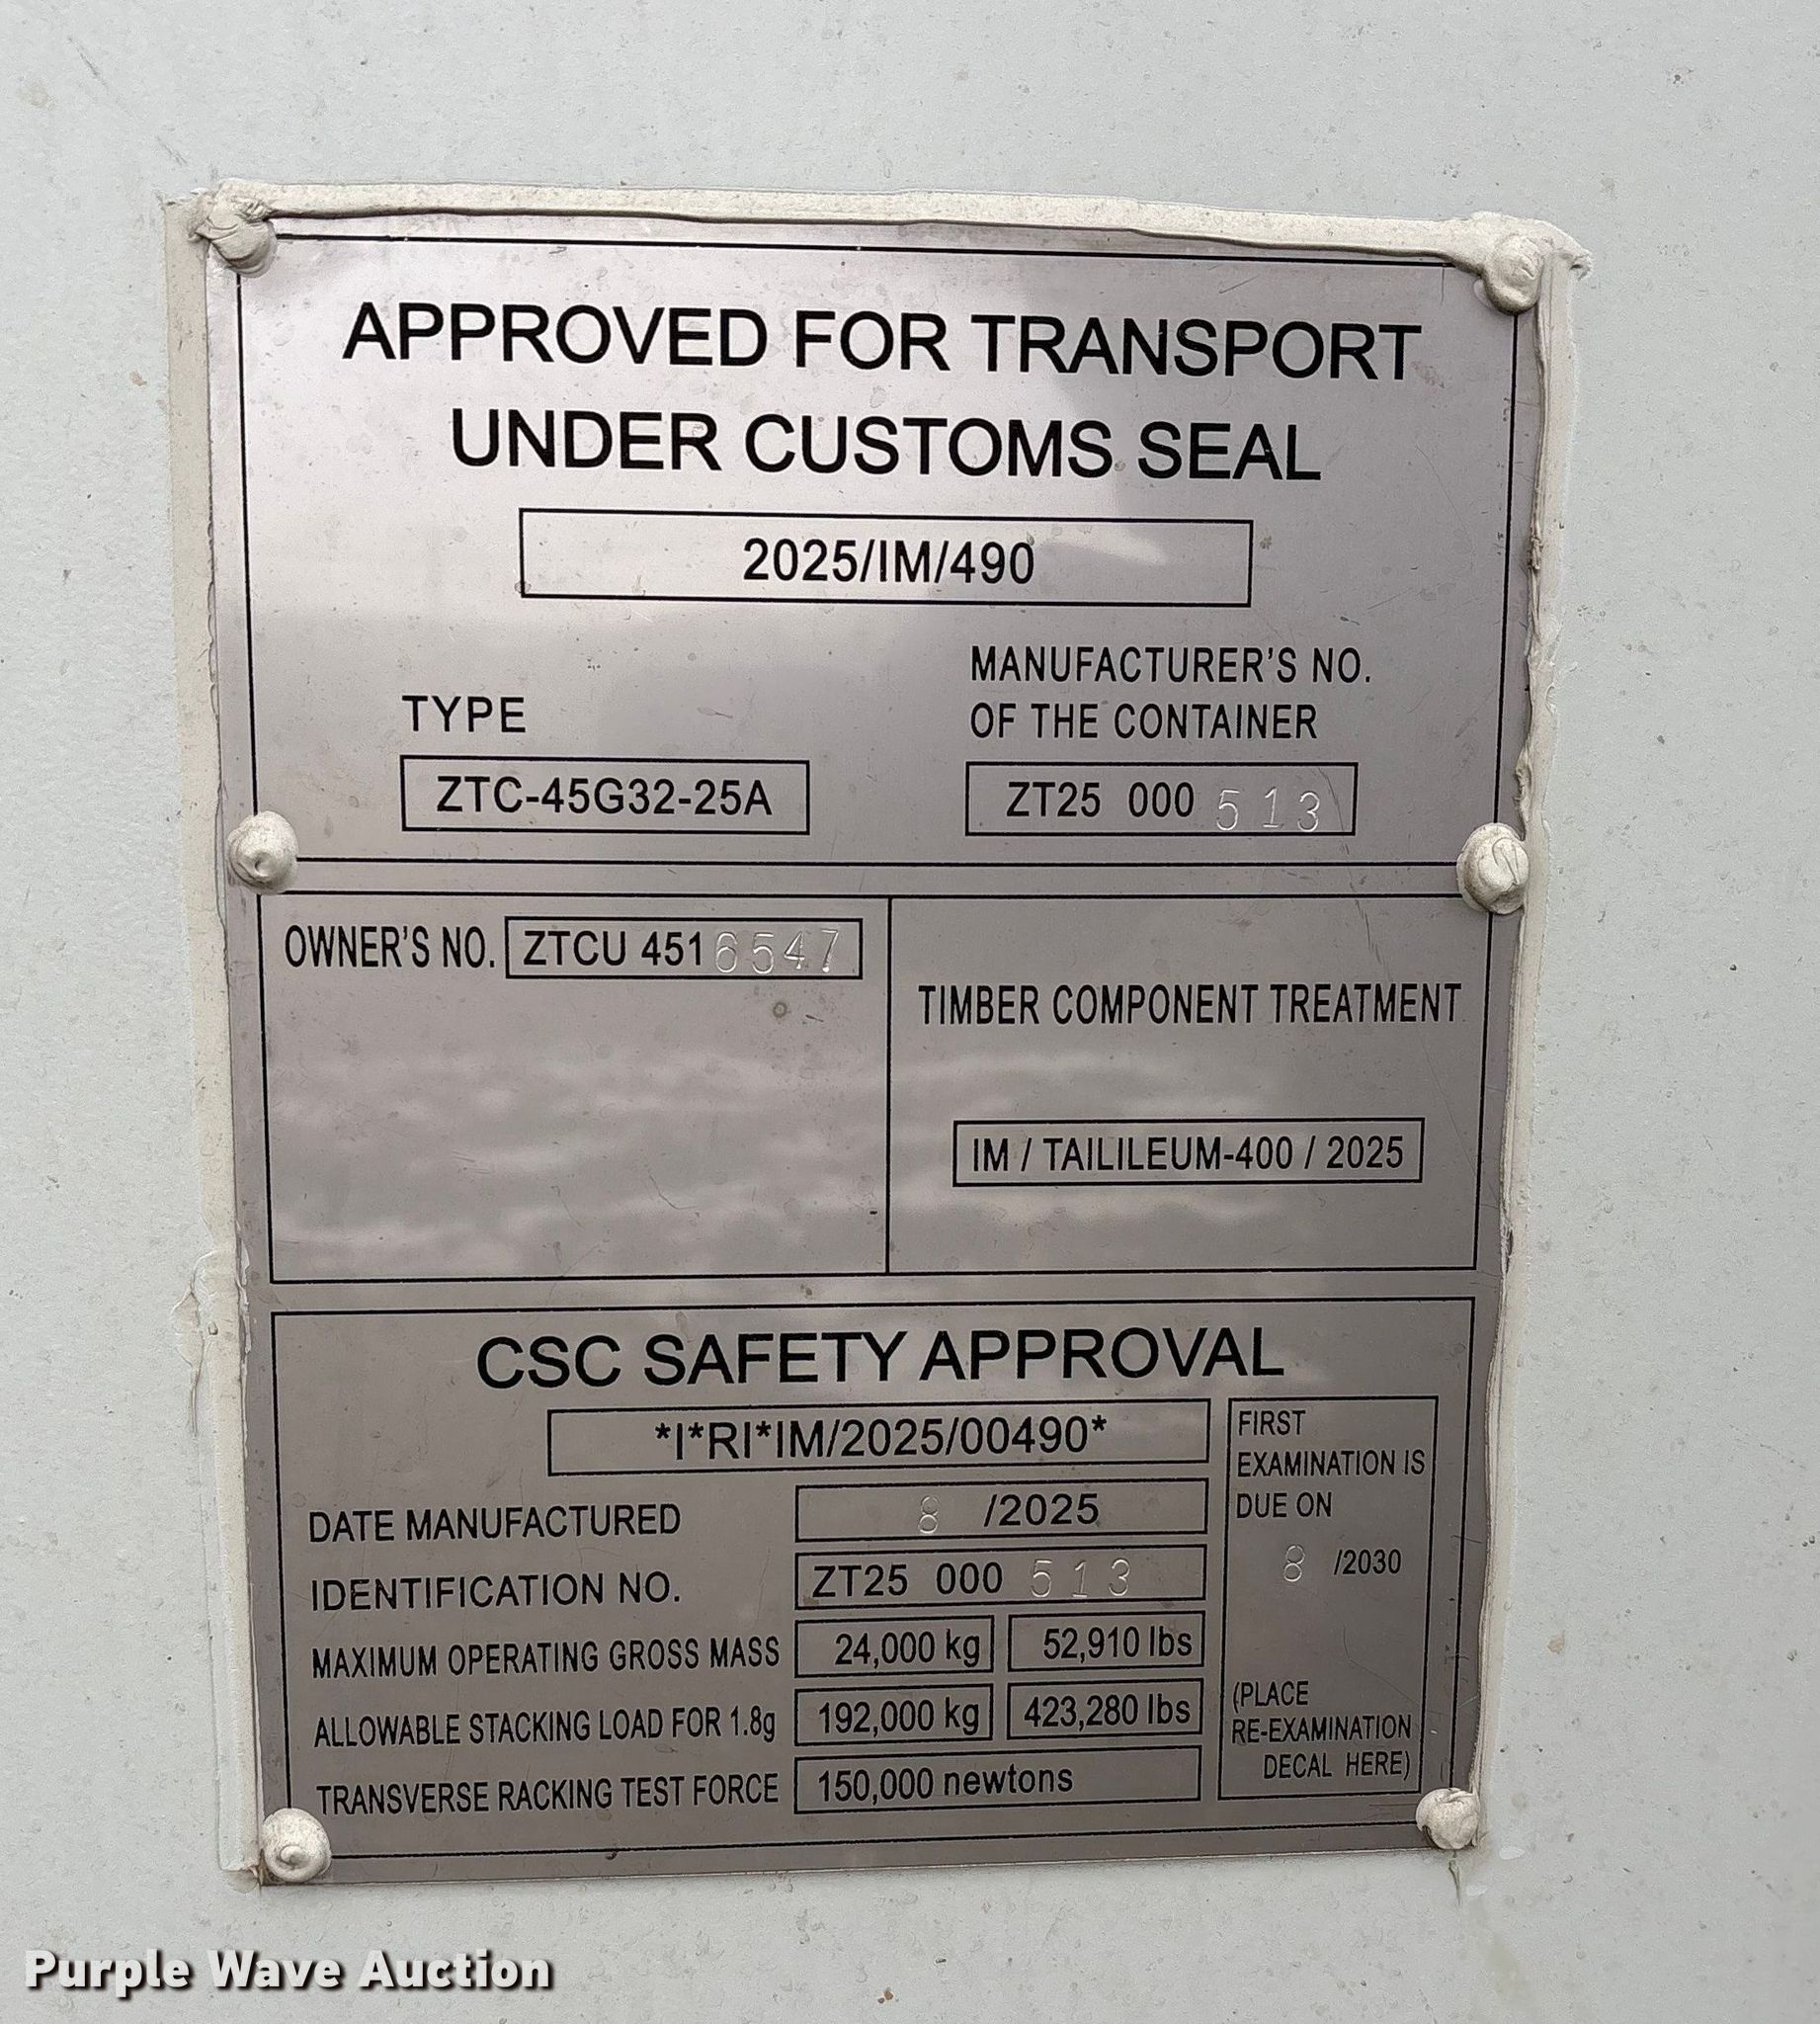 APPROVED FOR TRANSPORT
UNDER CUSTOMS SEAL
2025/IM/490
TYPE
ZTC-45G32-25A
MANUFACTURER'S NO.
OF THE CONTAINER
ZT25 000 513
OWNER'S NO. ZTCU 4516547
TIMBER COMPONENT TREATMENT
IM / TAILILEUM-400 / 2025
CSC SAFETY APPROVAL
*I*RI*IM/2025/00490*
DATE MANUFACTURED 8 /2025
IDENTIFICATION NO. ZT25 000 513
MAXIMUM OPERATING GROSS MASS 24,000 kg 52,910 lbs
ALLOWABLE STACKING LOAD FOR 1.8g 192,000 kg 423,280 lbs
TRANSVERSE RACKING TEST FORCE 150,000 newtons
FIRST
EXAMINATION IS
DUE ON
8 /2030
(PLACE
RE-EXAMINATION
DECAL HERE)
Purple Wave Auction